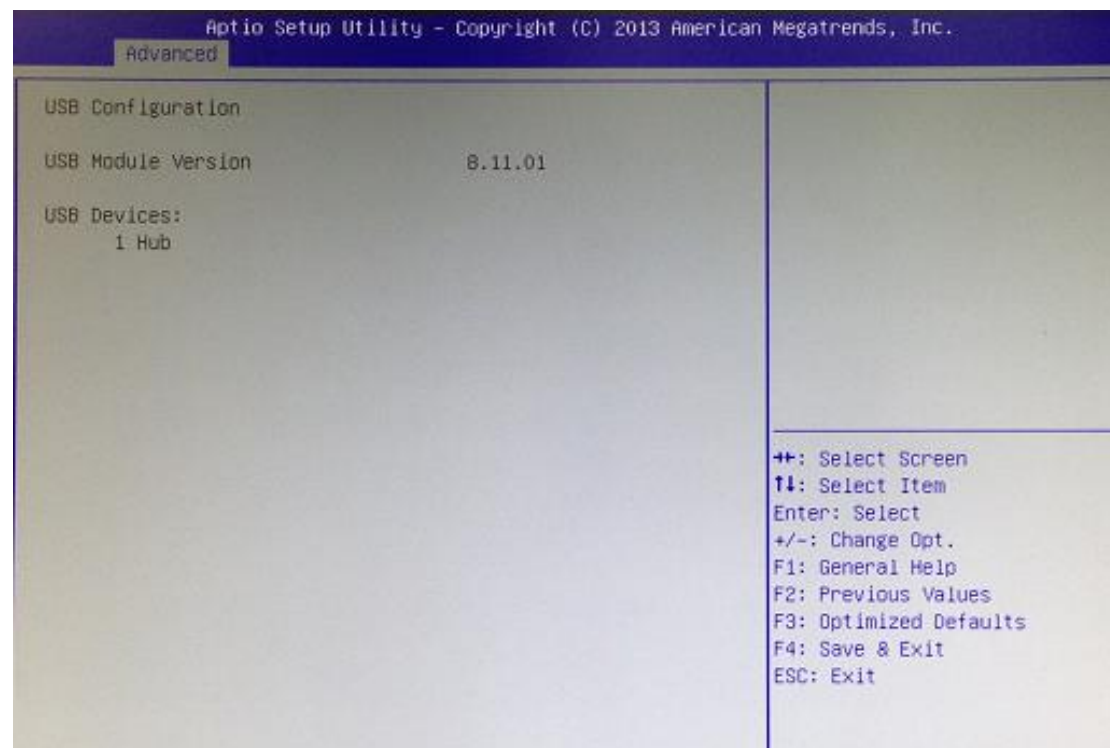 Aptio Setup Utility - Copyright (C) 2013 American Megatrends, Inc.
Advanced
USB Configuration
USB Module Version 8.11.01
USB Devices:
1 Hub
→←: Select Screen
↑↓: Select Item
Enter: Select
+/-: Change Opt.
F1: General Help
F2: Previous Values
F3: Optimized Defaults
F4: Save & Exit
ESC: Exit